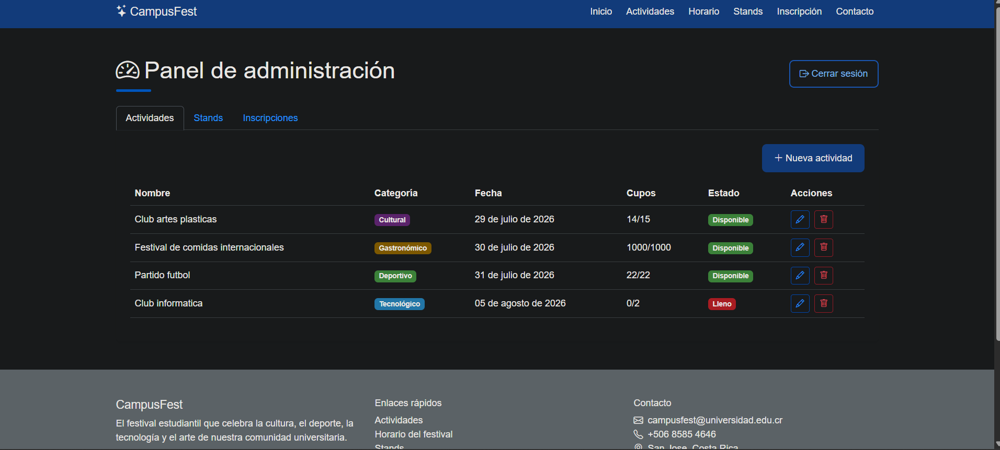 CampusFest
Inicio Actividades Horario Stands Inscripción Contacto
Panel de administración
Cerrar sesión
Actividades Stands Inscripciones
+ Nueva actividad
Nombre Categoría Fecha Cupos Estado Acciones
Club artes plasticas Cultural 29 de julio de 2026 14/15 Disponible
Festival de comidas internacionales Gastronómico 30 de julio de 2026 1000/1000 Disponible
Partido futbol Deportivo 31 de julio de 2026 22/22 Disponible
Club informatica Tecnológico 05 de agosto de 2026 0/2 Lleno
CampusFest
El festival estudiantil que celebra la cultura, el deporte, la
tecnología y el arte de nuestra comunidad universitaria.
Enlaces rápidos
Actividades
Horario del festival
Stands
Contacto
campusfest@universidad.edu.cr
+506 8585 4646
San Jose, Costa Rica